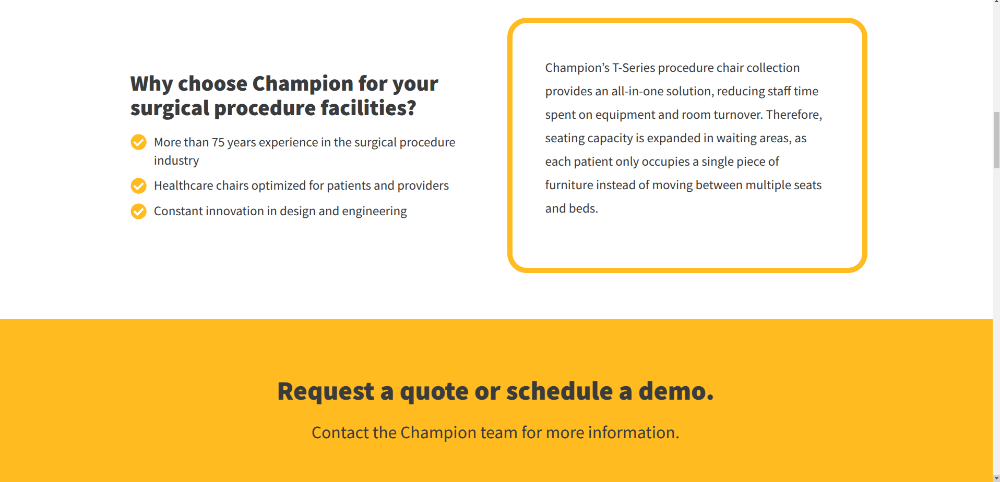 Why choose Champion for your
surgical procedure facilities?
More than 75 years experience in the surgical procedure
industry
Healthcare chairs optimized for patients and providers
Constant innovation in design and engineering
Champion’s T-Series procedure chair collection
provides an all-in-one solution, reducing staff time
spent on equipment and room turnover. Therefore,
seating capacity is expanded in waiting areas, as
each patient only occupies a single piece of
furniture instead of moving between multiple seats
and beds.
Request a quote or schedule a demo.
Contact the Champion team for more information.